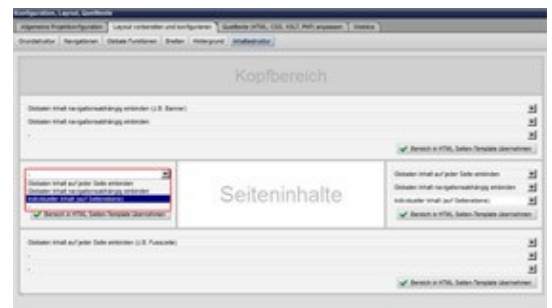 Konfiguration, Layout, Quelltexte
Allgemeine Projektkonfiguration
Layout vorbereiten und konfigurieren
Quelltexte (HTML, CSS, XSLT, PHP) anpassen
Webbox
Grundstruktur Navigationen Globale Funktionen Breiten Hintergrund Inhaltsstruktur
Kopfbereich
Globalen Inhalt navigationsabhängig einbinden (z.B. Banner)
Globalen Inhalt navigationsabhängig einbinden
-
Bereich in HTML Seiten-Template übernehmen
-
Globalen Inhalt auf jeder Seite einbinden
Globalen Inhalt navigationsabhängig einbinden
Individueller Inhalt (auf Seitenebene)
-
Bereich in HTML Seiten-Template übernehmen
Seiteninhalte
Globalen Inhalt auf jeder Seite einbinden
Globalen Inhalt navigationsabhängig einbinden
Individueller Inhalt (auf Seitenebene)
Bereich in HTML Seiten-Template übernehmen
Globalen Inhalt auf jeder Seite einbinden (z.B. Fusszeile)
-
-
Bereich in HTML Seiten-Template übernehmen